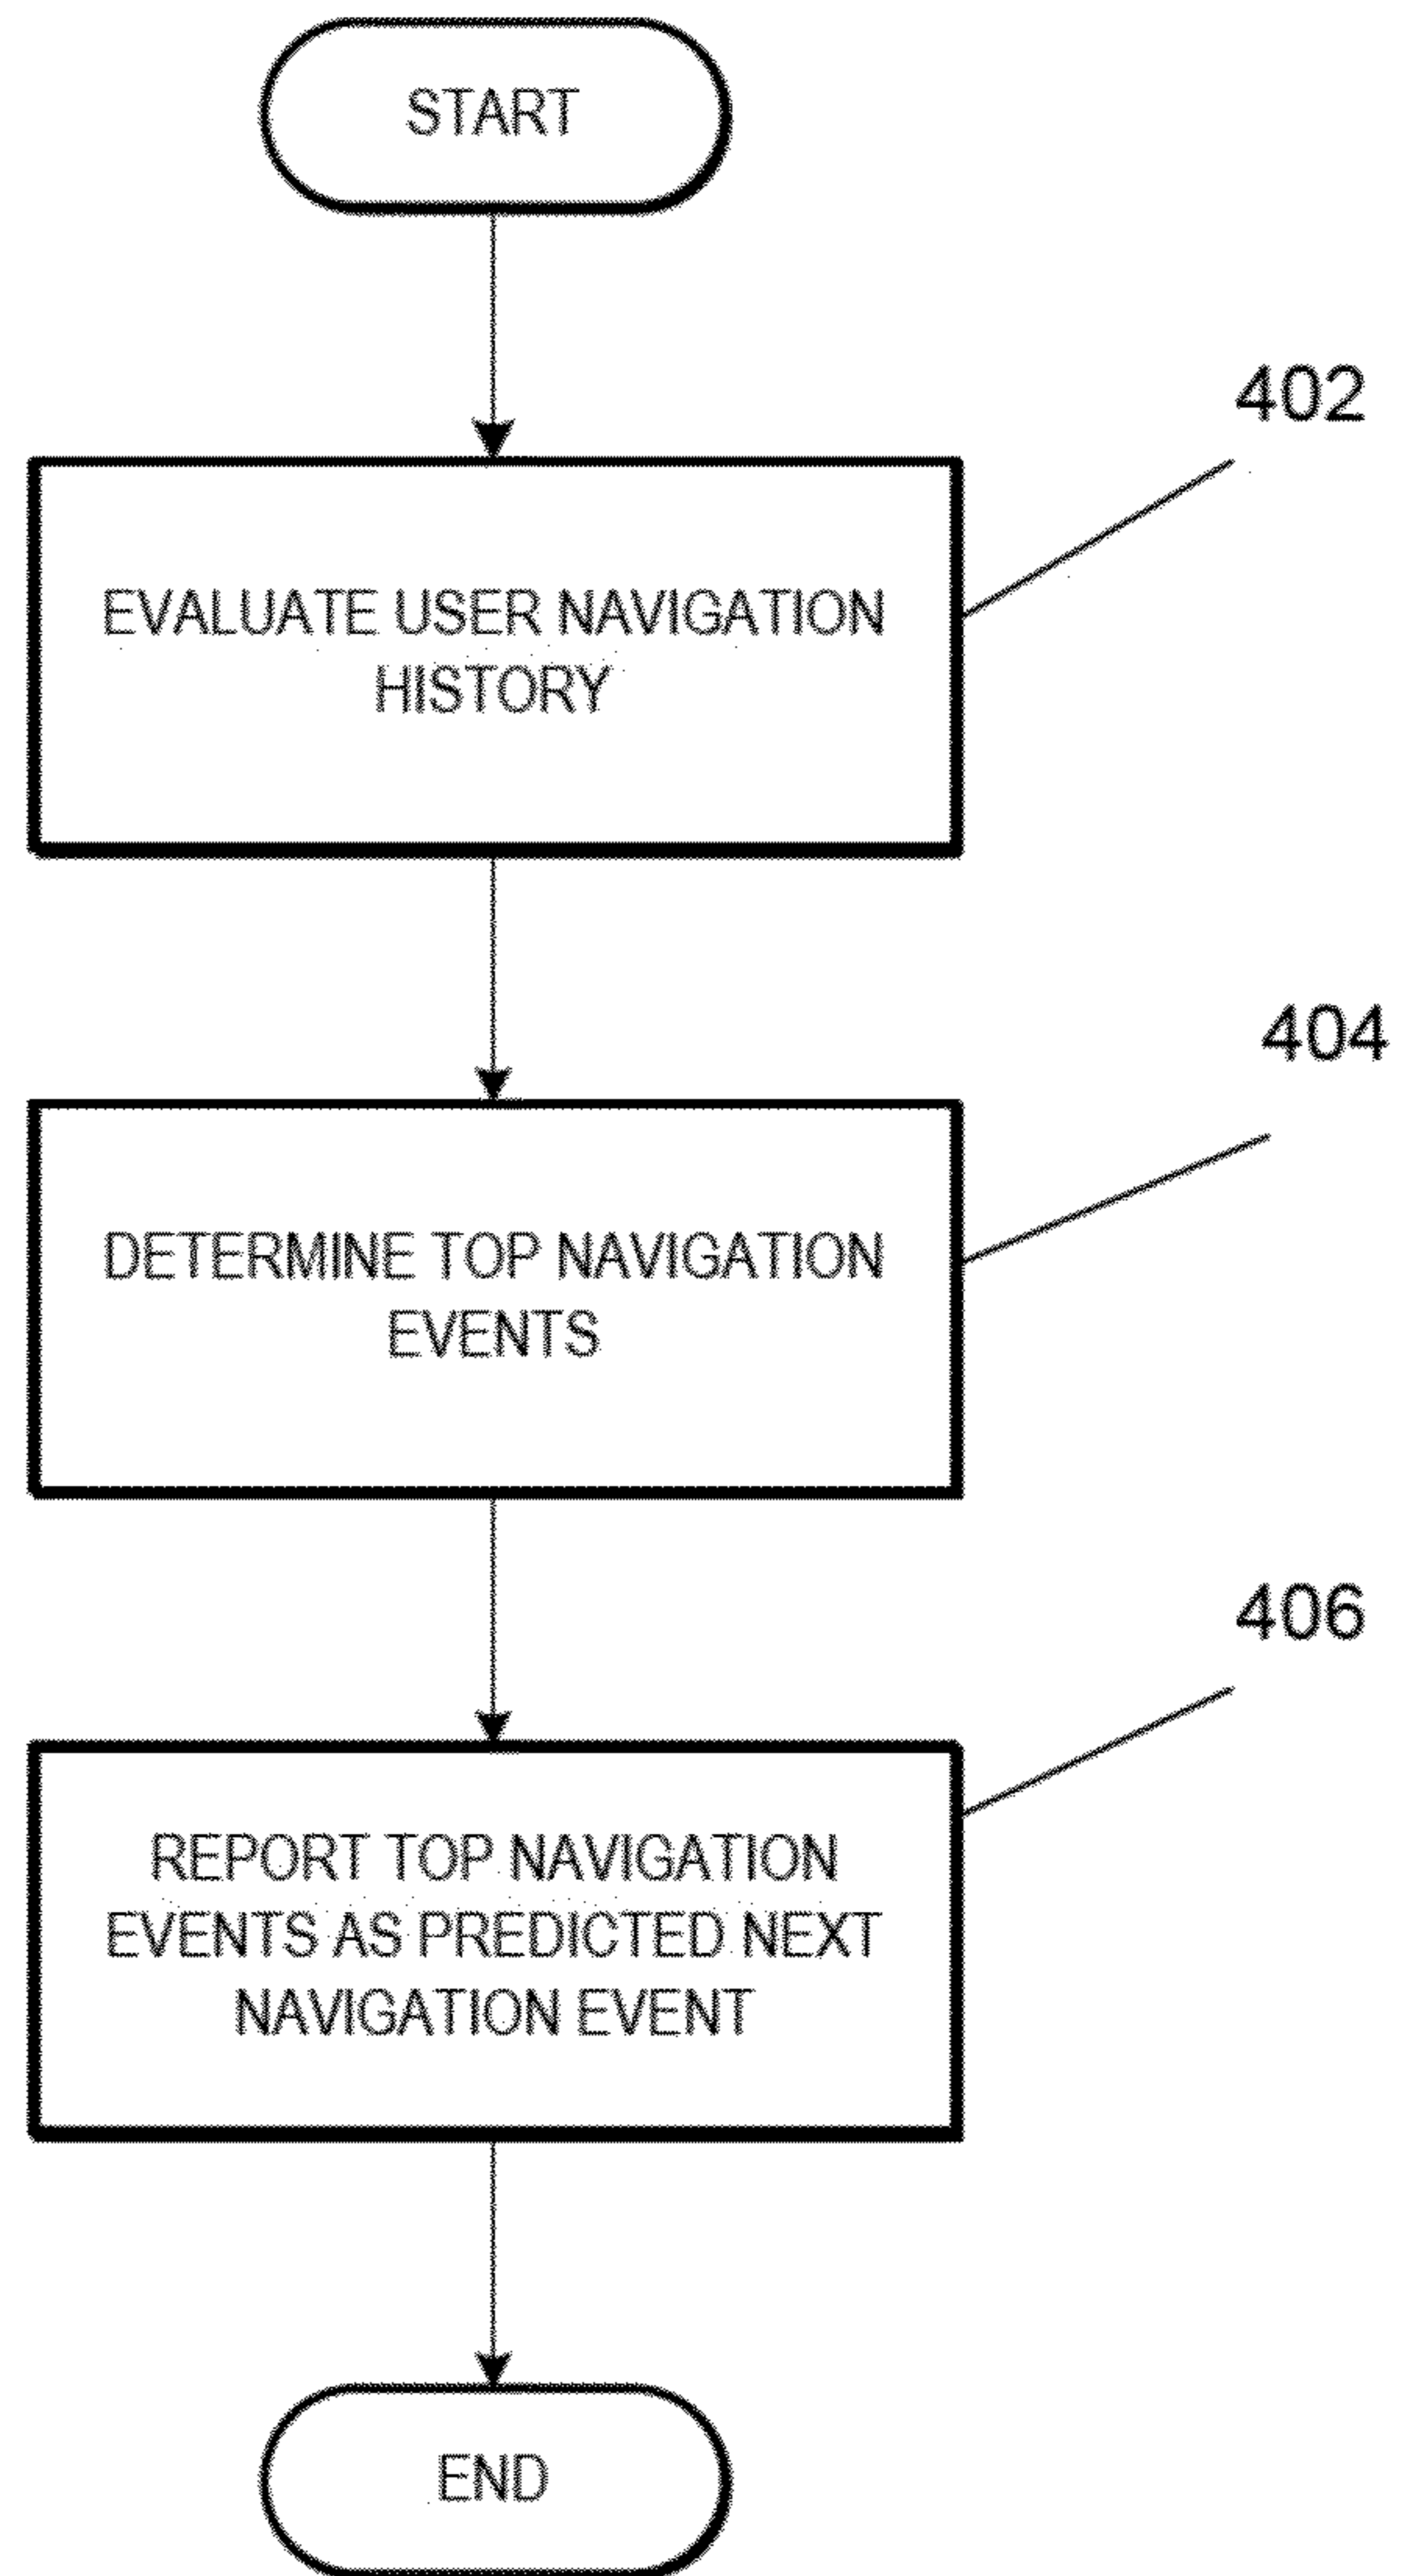 START
402
EVALUATE USER NAVIGATION
HISTORY
404
DETERMINE TOP NAVIGATION
EVENTS
406
REPORT TOP NAVIGATION
EVENTS AS PREDICTED NEXT
NAVIGATION EVENT
END